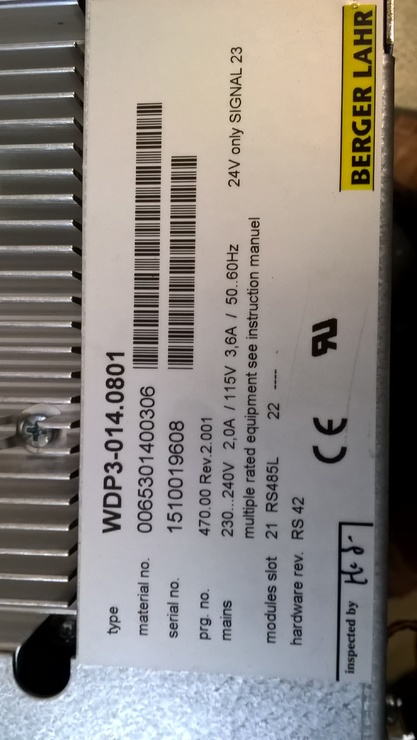 type WDP3-014.0801
material no. 0065301400306
serial no. 1510019608
prg. no. 470.00 Rev.2.001
mains 230...240V 2,0A / 115V 3,6A / 50..60Hz 24V only SIGNAL 23
multiple rated equipment see instruction manuel
modules slot 21 RS485L 22 ----
hardware rev. RS 42
CE
inspected by H.S.
BERGER LAHR